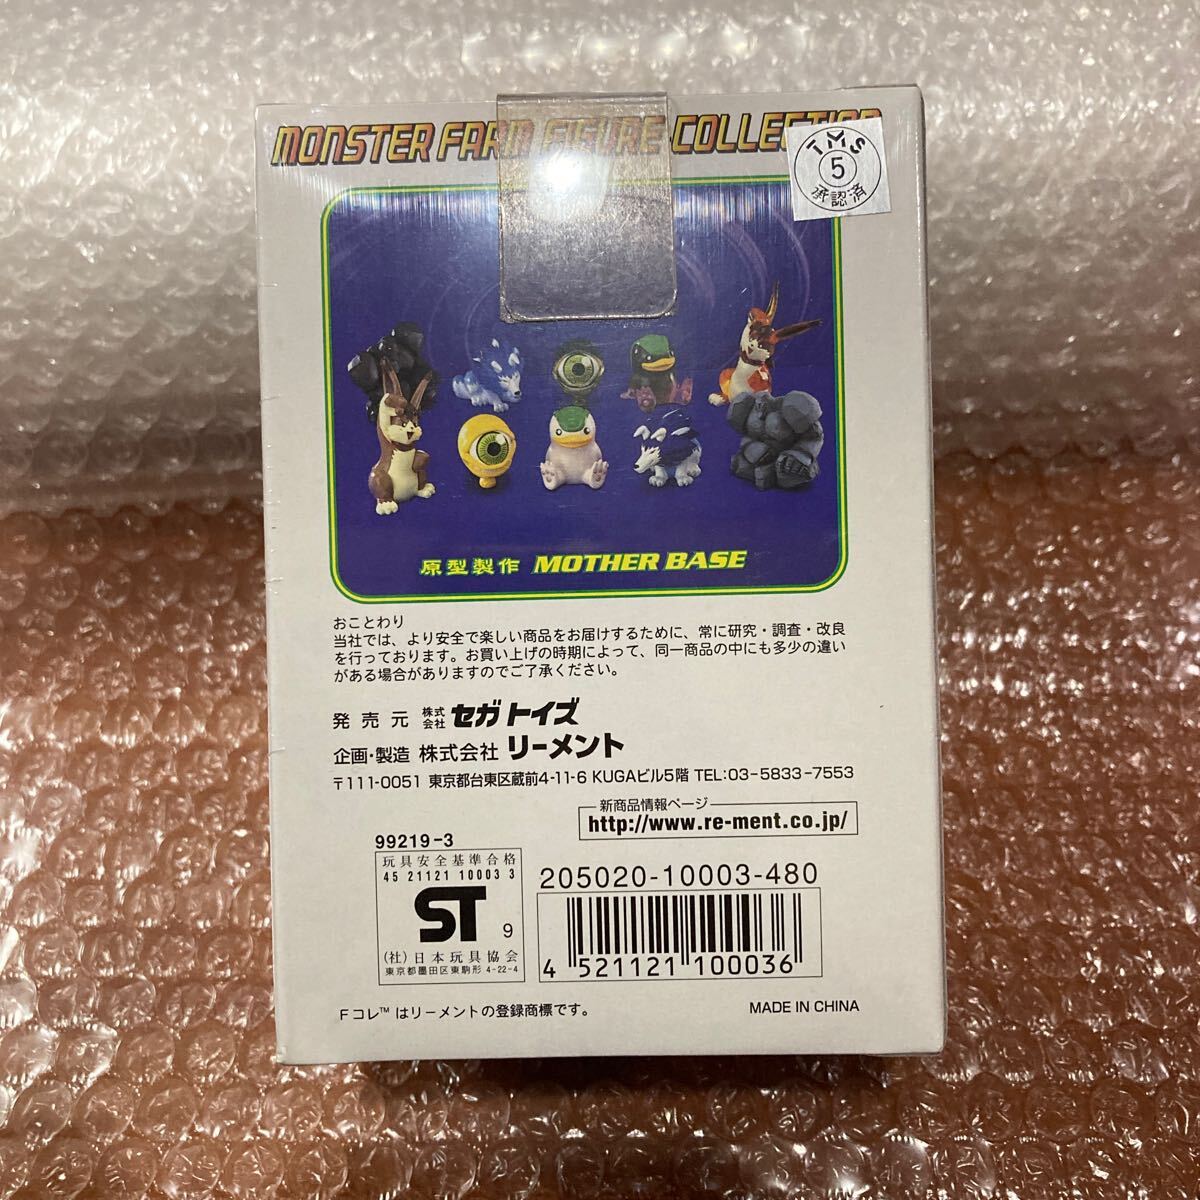 MONSTER FARM FIGURE COLLECTION
TMS
5
承認済
原型製作 MOTHER BASE
おことわり
当社では、より安全で楽しい商品をお届けするために、常に研究・調査・改良
を行っております。お買い上げの時期によって、同一商品の中にも多少の違い
がある場合がありますのでご了承ください。
発売元 株式会社 セガトイズ
企画・製造 株式会社 リーメント
〒111-0051 東京都台東区蔵前4-11-6 KUGAビル5階 TEL:03-5833-7553
新商品情報ページ
http://www.re-ment.co.jp/
99219-3
玩具安全基準合格
45 21121 10003 3
ST 9
(社)日本玩具協会
東京都墨田区東駒形 4-22-4
205020-10003-480
4 521121 100036
Fコレ™はリーメントの登録商標です。
MADE IN CHINA